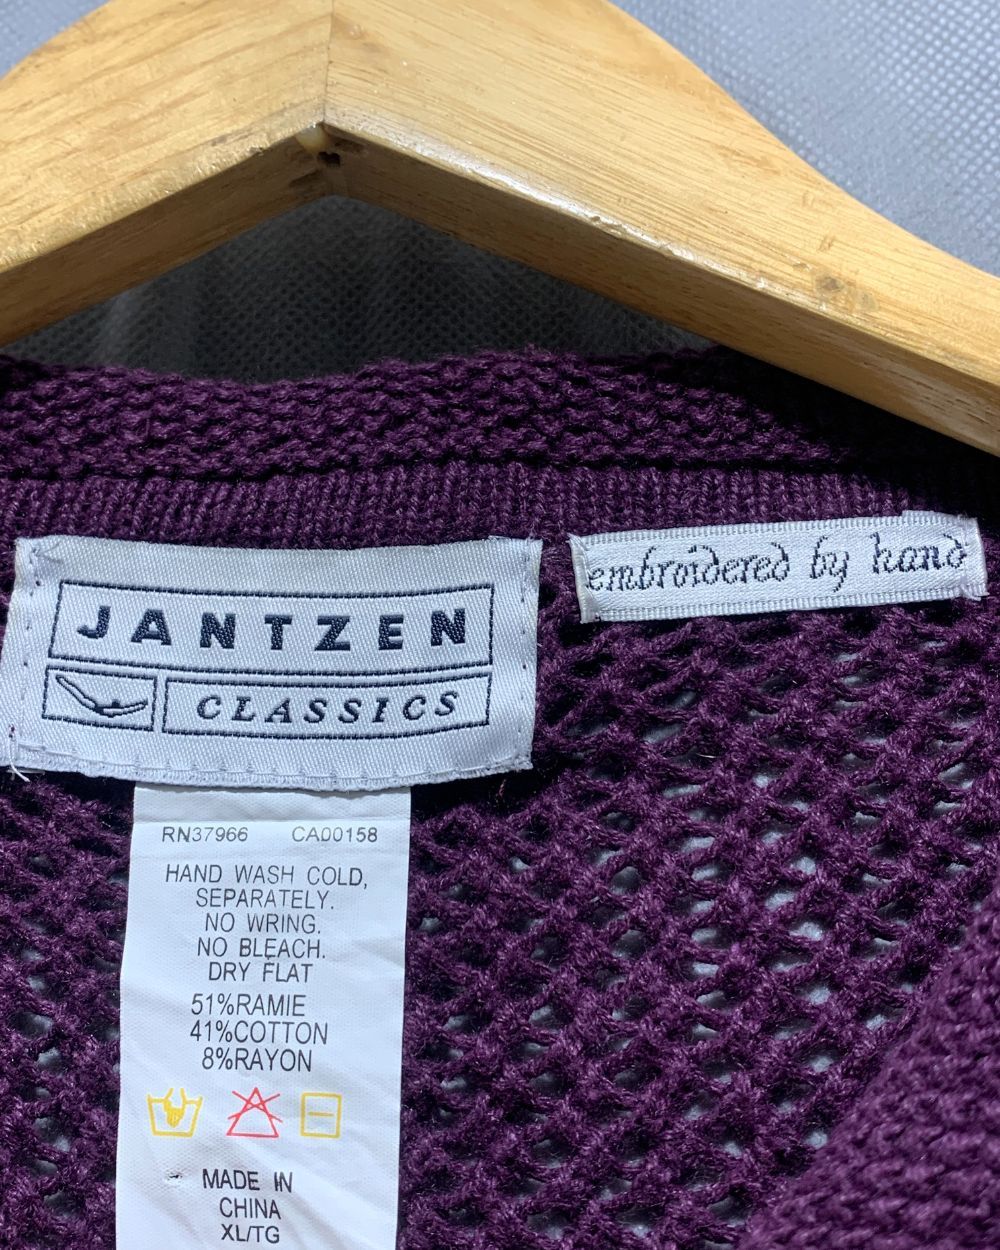 JANTZEN
CLASSICS
embroidered by hand
RN37966 CA00158
HAND WASH COLD,
SEPARATELY.
NO WRING.
NO BLEACH.
DRY FLAT
51%RAMIE
41%COTTON
8%RAYON
MADE IN
CHINA
XL/TG